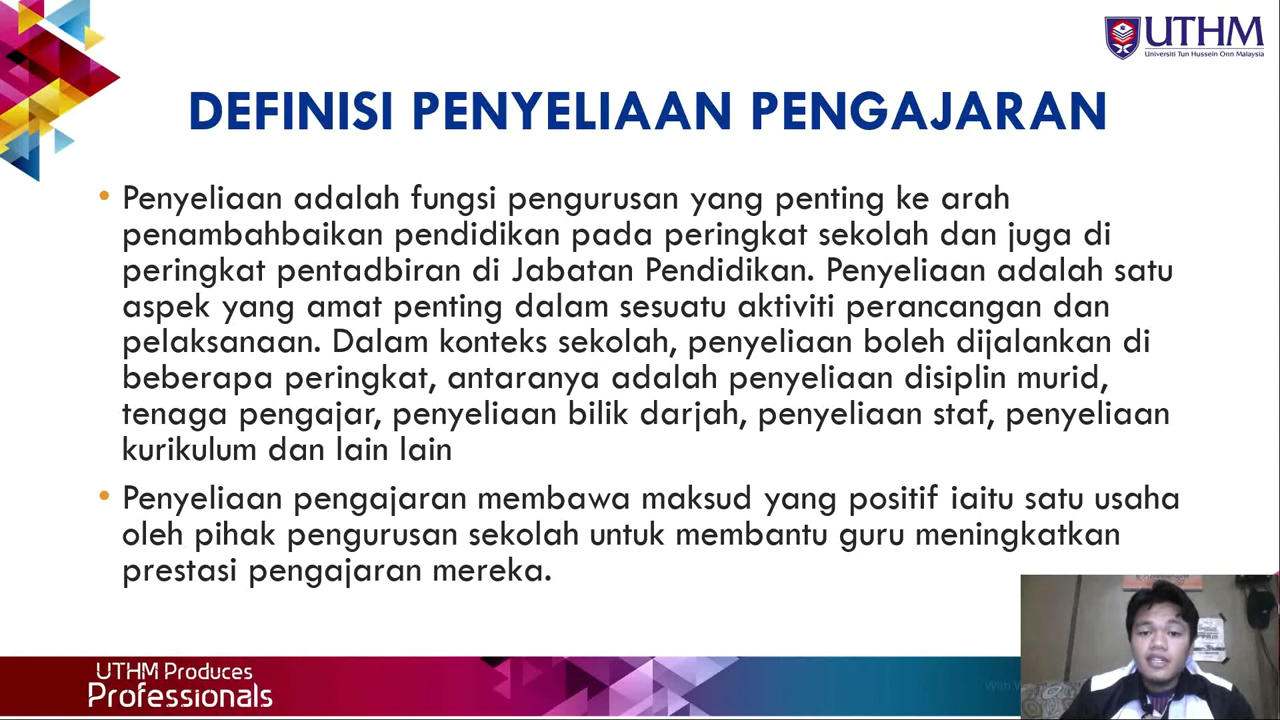 UTHM
Universiti Tun Hussein Onn Malaysia
DEFINISI PENYELIAAN PENGAJARAN
• Penyeliaan adalah fungsi pengurusan yang penting ke arah
penambahbaikan pendidikan pada peringkat sekolah dan juga di
peringkat pentadbiran di Jabatan Pendidikan. Penyeliaan adalah satu
aspek yang amat penting dalam sesuatu aktiviti perancangan dan
pelaksanaan. Dalam konteks sekolah, penyeliaan boleh dijalankan di
beberapa peringkat, antaranya adalah penyeliaan disiplin murid,
tenaga pengajar, penyeliaan bilik darjah, penyeliaan staf, penyeliaan
kurikulum dan lain lain
• Penyeliaan pengajaran membawa maksud yang positif iaitu satu usaha
oleh pihak pengurusan sekolah untuk membantu guru meningkatkan
prestasi pengajaran mereka.
UTHM Produces
Professionals
With